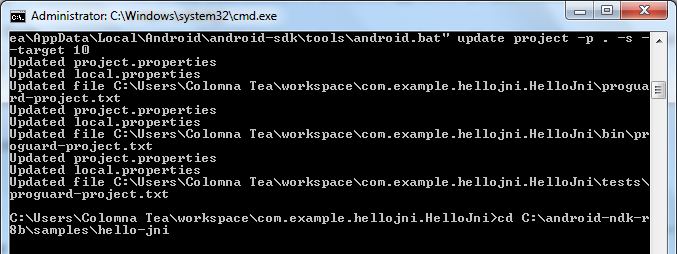 Administrator: C:\Windows\system32\cmd.exe
ea\AppData\Local\Android\android-sdk\tools\android.bat" update project -p . -s -
-target 10
Updated project.properties
Updated local.properties
Updated file C:\Users\Colomna Tea\workspace\com.example.hellojni.HelloJni\progua
rd-project.txt
Updated project.properties
Updated local.properties
Updated file C:\Users\Colomna Tea\workspace\com.example.hellojni.HelloJni\bin\pr
oguard-project.txt
Updated project.properties
Updated local.properties
Updated file C:\Users\Colomna Tea\workspace\com.example.hellojni.HelloJni\tests\
proguard-project.txt
C:\Users\Colomna Tea\workspace\com.example.hellojni.HelloJni>cd C:\android-ndk-r
8b\samples\hello-jni